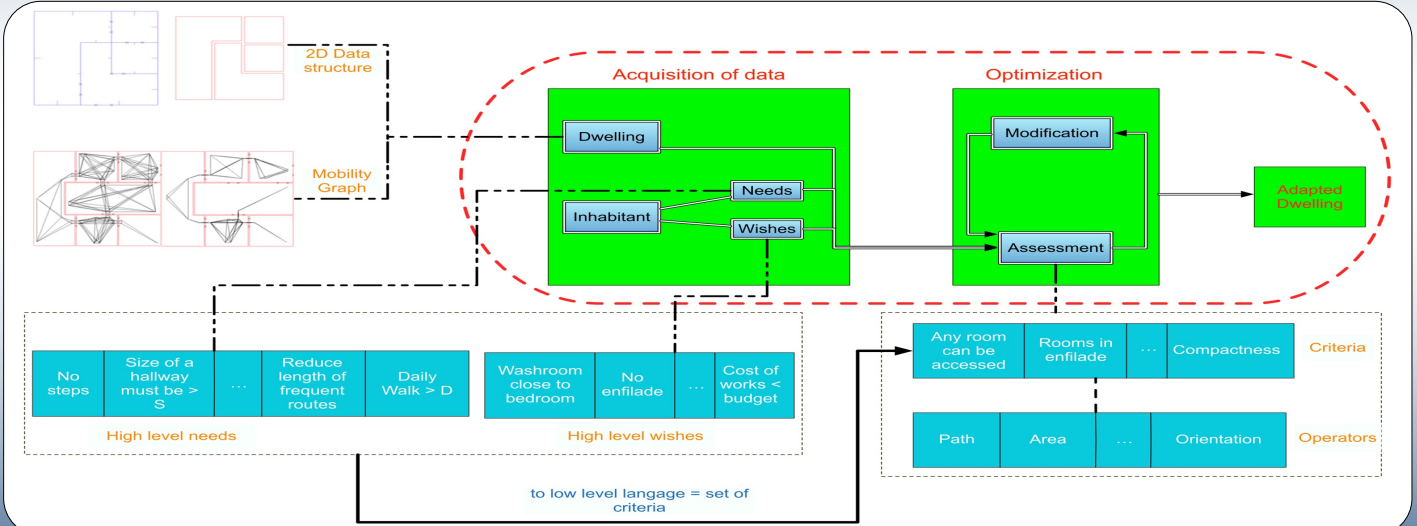 2D Data
structure
Mobility
Graph
Acquisition of data
Dwelling
Inhabitant
Needs
Wishes
Optimization
Modification
Assessment
Adapted
Dwelling
No
steps
Size of a
hallway
must be >
S
...
Reduce
length of
frequent
routes
Daily
Walk > D
High level needs
Washroom
close to
bedroom
No
enfilade
...
Cost of
works <
budget
High level wishes
Any room
can be
accessed
Rooms in
enfilade
...
Compactness
Criteria
Path
Area
...
Orientation
Operators
to low level langage = set of
criteria